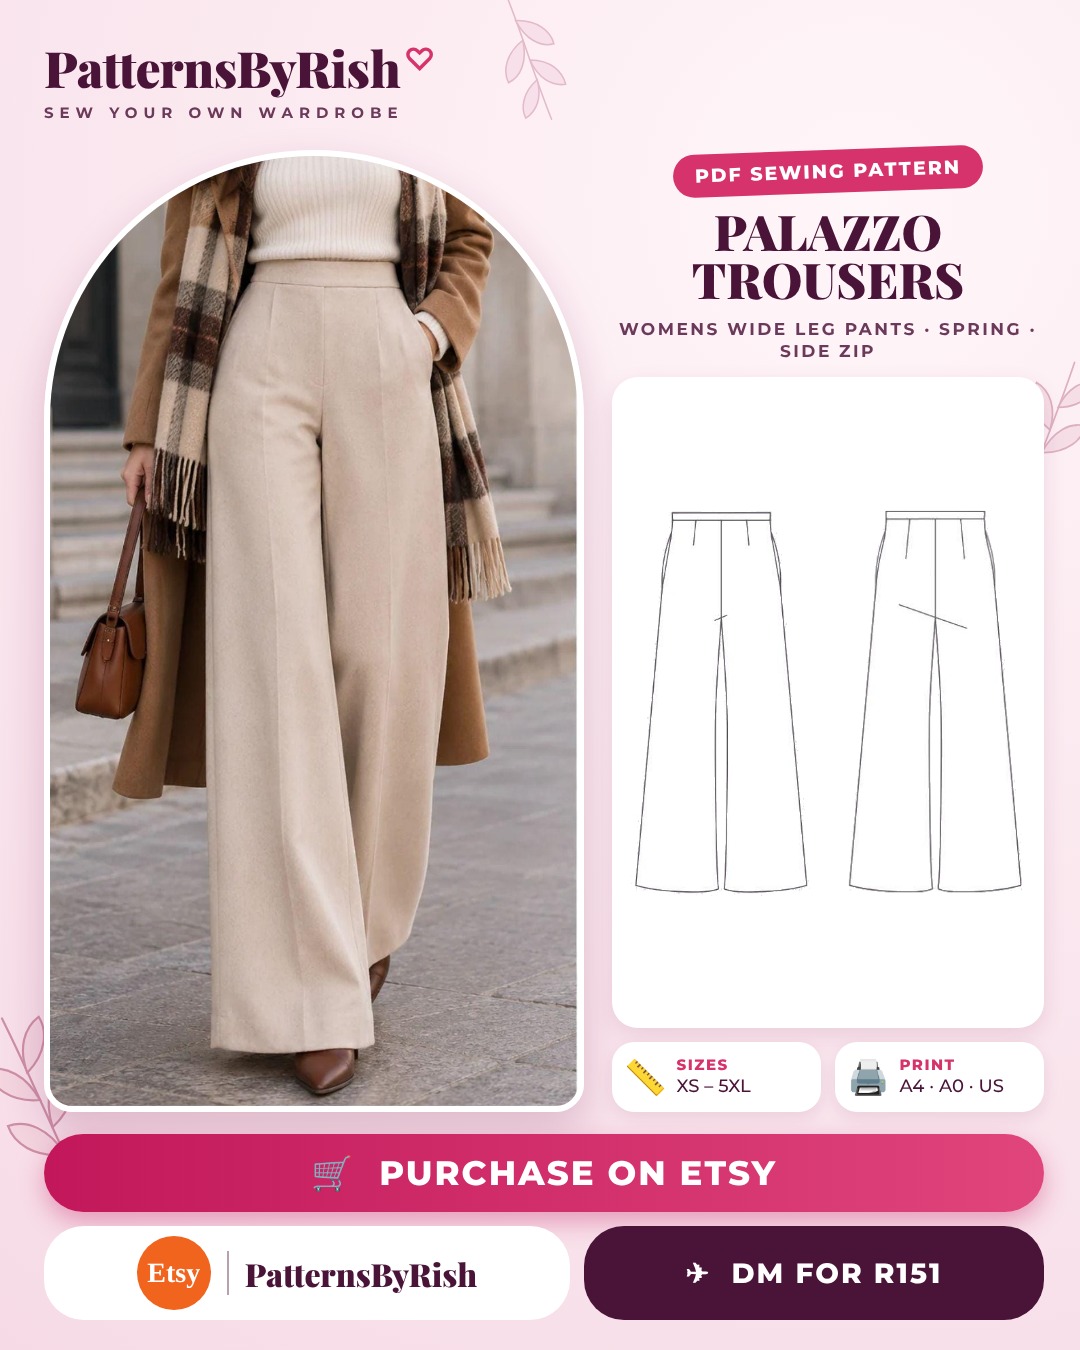 PatternsByRish
SEW YOUR OWN WARDROBE
PDF SEWING PATTERN
PALAZZO
TROUSERS
WOMENS WIDE LEG PANTS · SPRING ·
SIDE ZIP
SIZES
XS – 5XL
PRINT
A4 · A0 · US
PURCHASE ON ETSY
Etsy
PatternsByRish
DM FOR R151